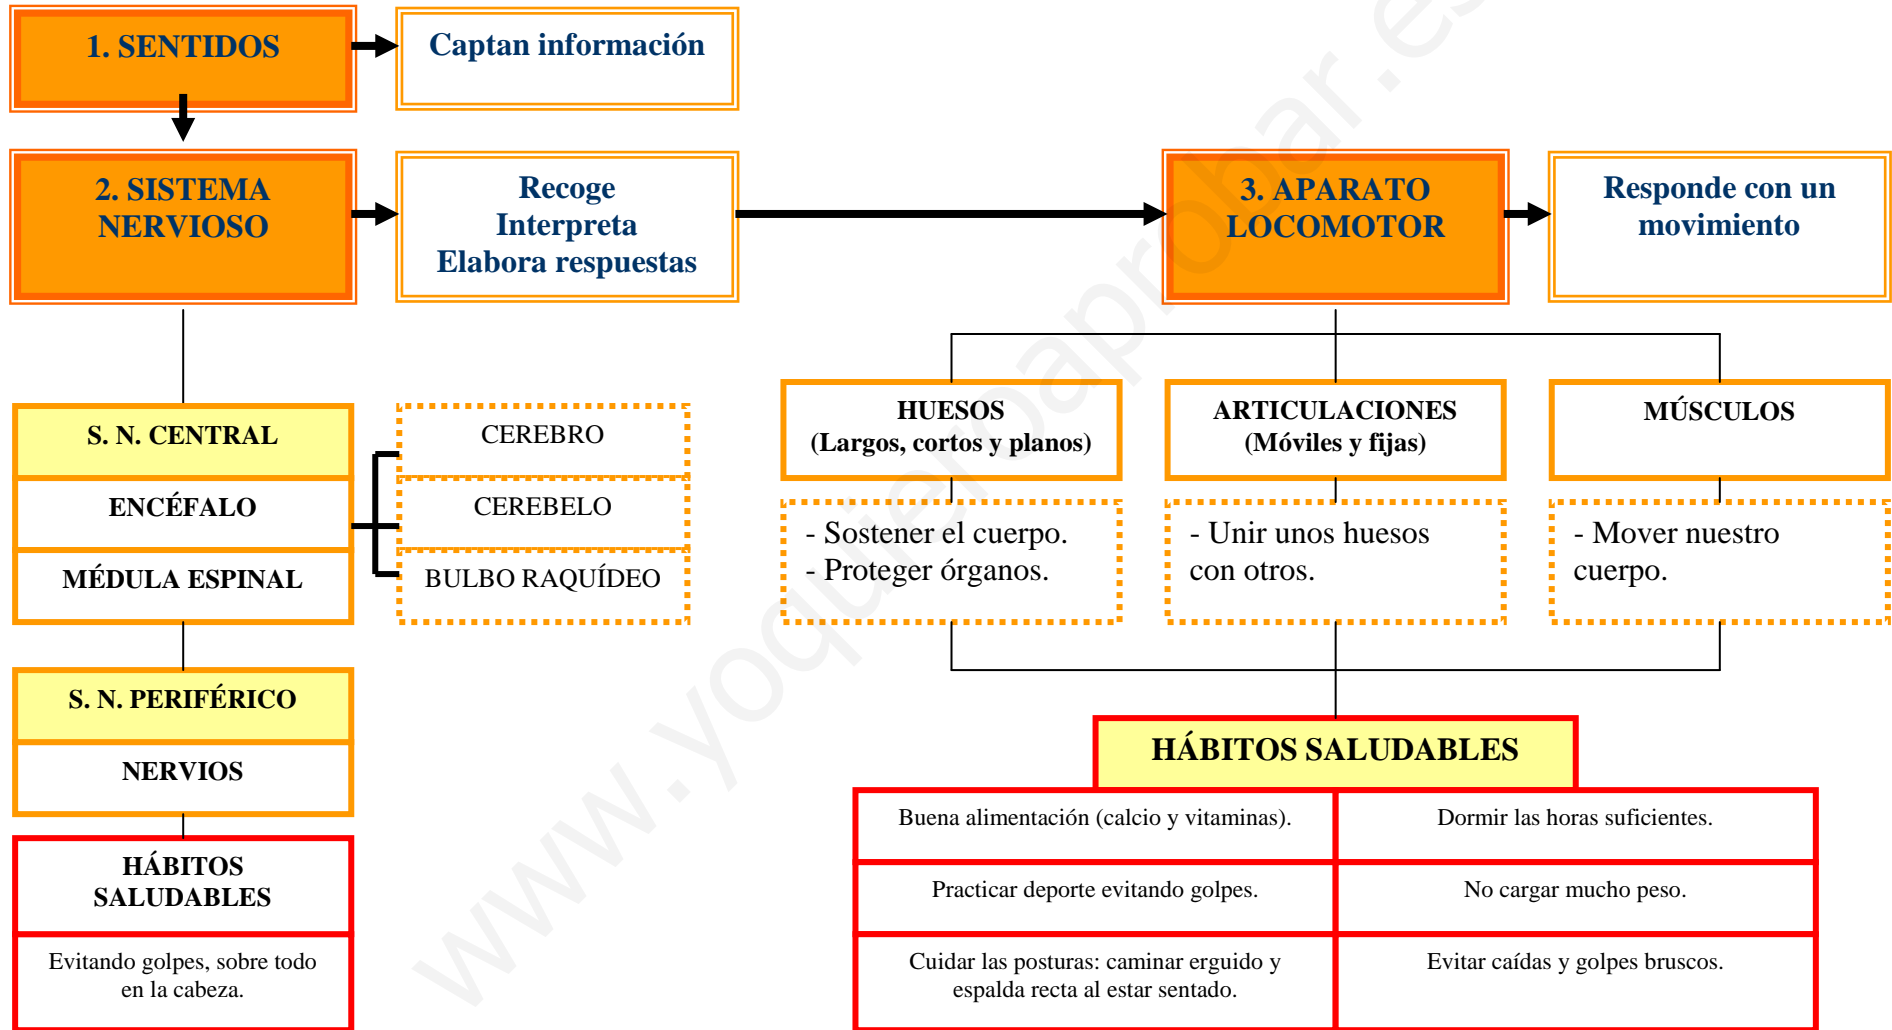 1. SENTIDOS
Captan información
2. SISTEMA
NERVIOSO
Recoge
Interpreta
Elabora respuestas
3. APARATO
LOCOMOTOR
Responde con un
movimiento
S. N. CENTRAL
ENCÉFALO
MÉDULA ESPINAL
CEREBRO
CEREBELO
BULBO RAQUÍDEO
S. N. PERIFÉRICO
NERVIOS
HÁBITOS
SALUDABLES
Evitando golpes, sobre todo
en la cabeza.
HUESOS
(Largos, cortos y planos)
- Sostener el cuerpo.
- Proteger órganos.
ARTICULACIONES
(Móviles y fijas)
- Unir unos huesos
con otros.
MÚSCULOS
- Mover nuestro
cuerpo.
HÁBITOS SALUDABLES
Buena alimentación (calcio y vitaminas).
Dormir las horas suficientes.
Practicar deporte evitando golpes.
No cargar mucho peso.
Cuidar las posturas: caminar erguido y
espalda recta al estar sentado.
Evitar caídas y golpes bruscos.
www.yoquieroaprobar.es